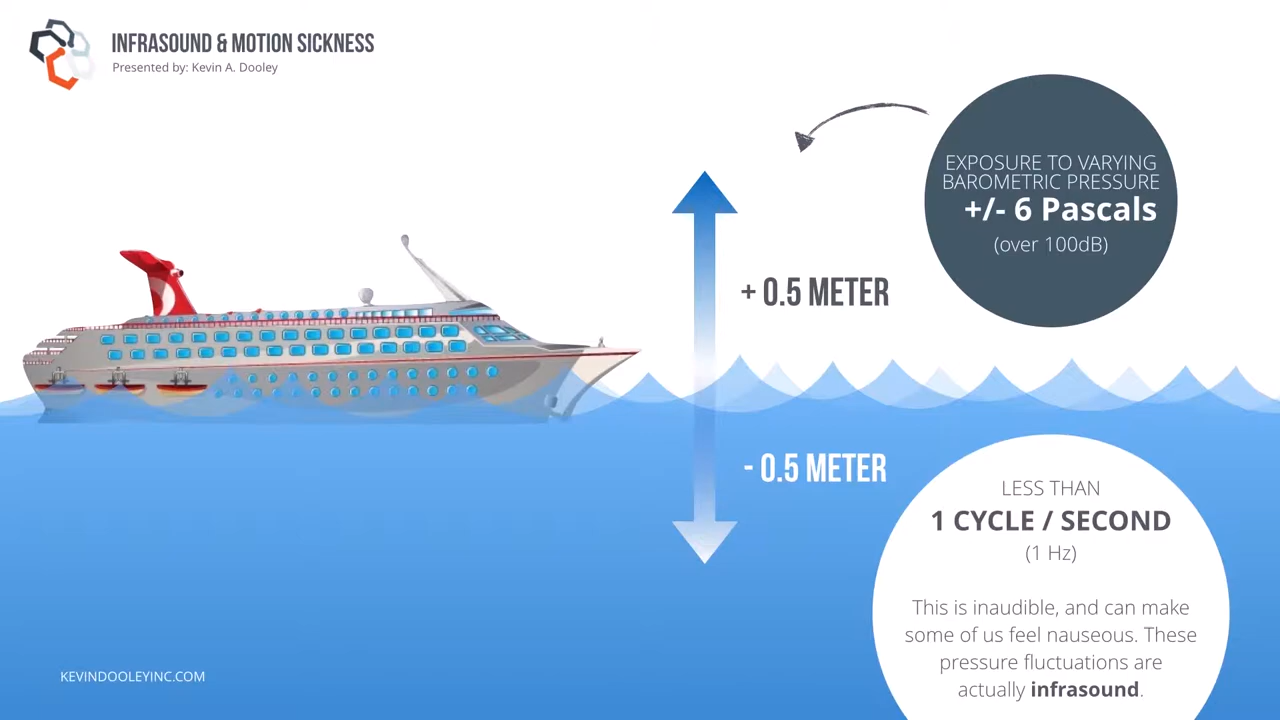 INFRASOUND & MOTION SICKNESS
Presented by: Kevin A. Dooley
EXPOSURE TO VARYING
BAROMETRIC PRESSURE
+/- 6 Pascals
(over 100dB)
+ 0.5 METER
- 0.5 METER
LESS THAN
1 CYCLE / SECOND
(1 Hz)
This is inaudible, and can make
some of us feel nauseous. These
pressure fluctuations are
actually infrasound.
KEVINDOOLEYINC.COM